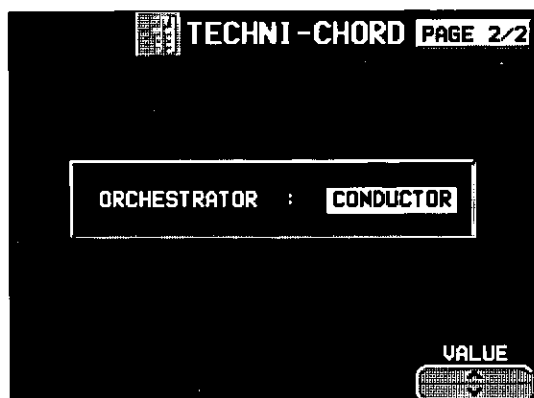 TECHNI-CHORD PAGE 2/2
ORCHESTRATOR : CONDUCTOR
VALUE